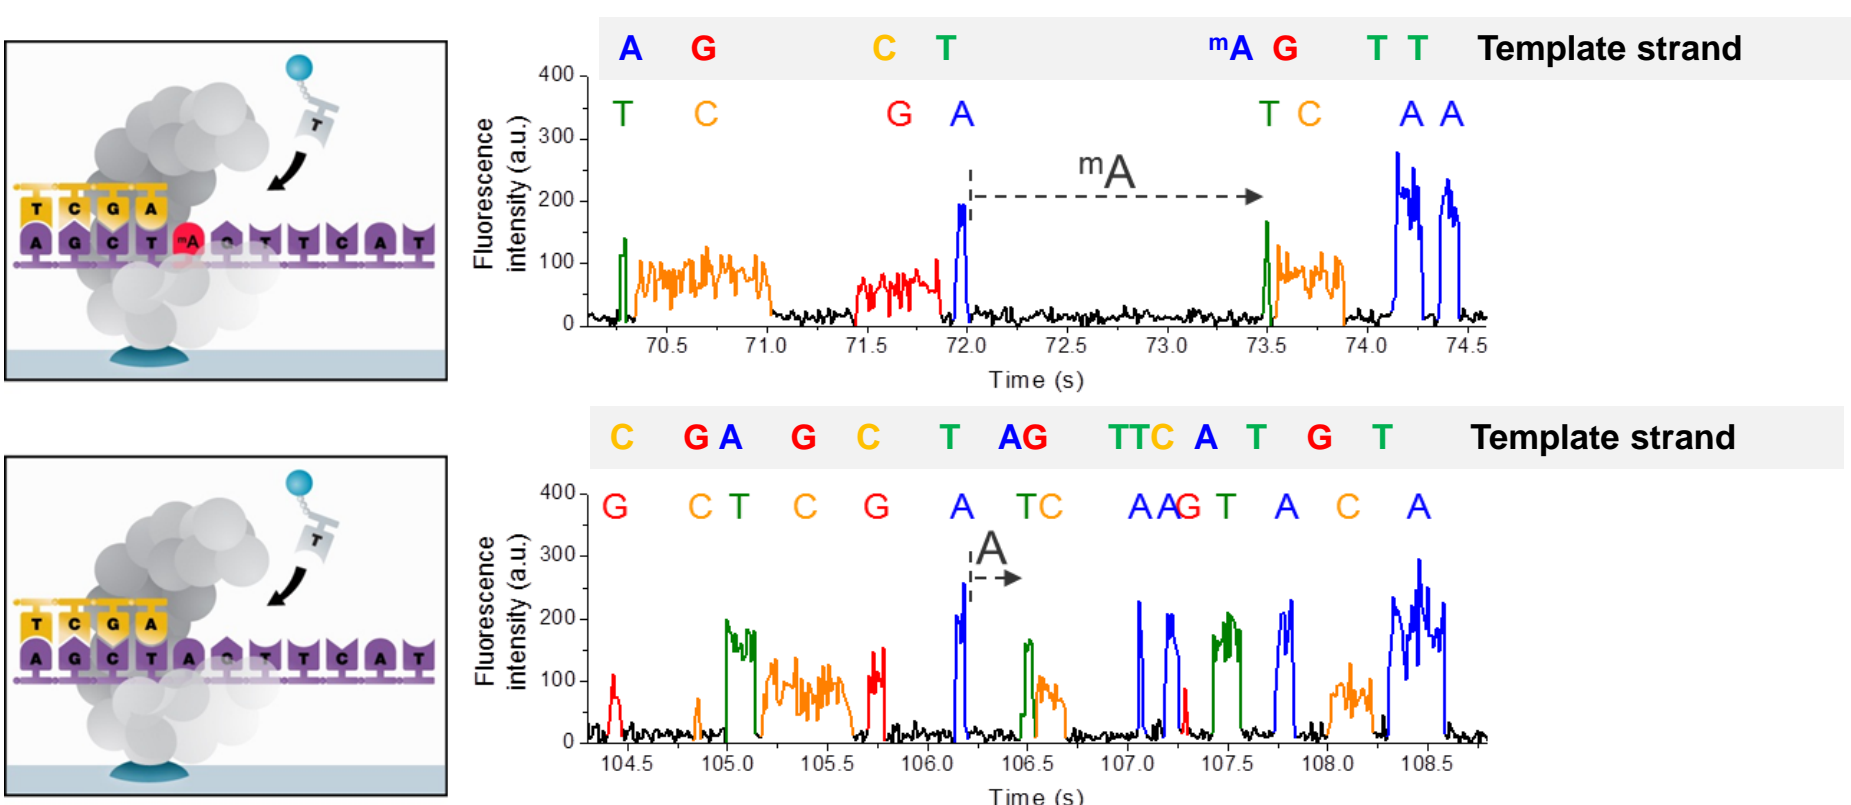 A G C T mA G T T Template strand
400
300
200
100
0
Fluorescence
intensity (a.u.)
T C G A T C A A
mA
70.5 71.0 71.5 72.0 72.5 73.0 73.5 74.0 74.5
Time (s)
T
T C G A
A G C T mA G T T C A T
C G A G C T AG TTC A T G T Template strand
400
300
200
100
0
Fluorescence
intensity (a.u.)
G C T C G A TC AAG T A C A
A
104.5 105.0 105.5 106.0 106.5 107.0 107.5 108.0 108.5
Time (s)
T
T C G A
A G C T A G T T C A T